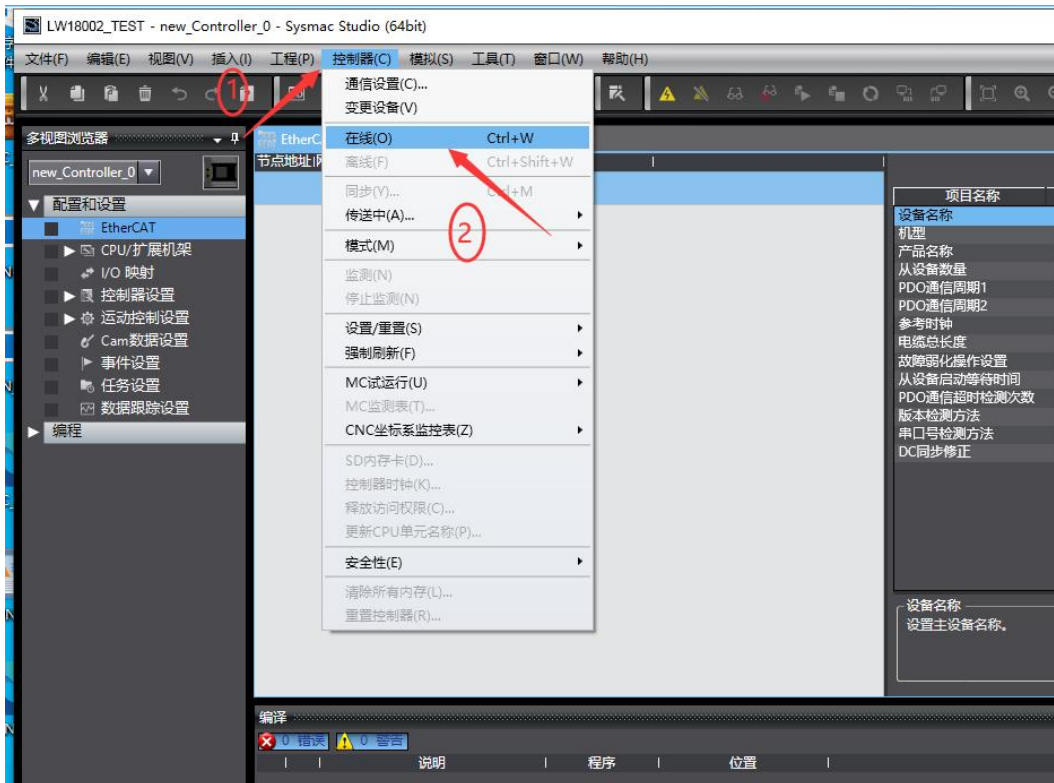 LW18002_TEST - new_Controller_0 - Sysmac Studio (64bit)
文件(F) 编辑(E) 视图(V) 插入(I) 工程(P) 控制器(C) 模拟(S) 工具(T) 窗口(W) 帮助(H)
1
通信设置(C)...
变更设备(V)
在线(O) Ctrl+W
离线(F) Ctrl+Shift+W
同步(Y)... Ctrl+M
传送中(A)...
2
模式(M)
监测(N)
停止监测(N)
设置/重置(S)
强制刷新(F)
MC试运行(U)
MC监测表(T)...
CNC坐标系监控表(Z)
SD内存卡(D)...
控制器时钟(K)...
释放访问权限(C)...
更新CPU单元名称(P)...
安全性(E)
清除所有内存(L)...
重置控制器(R)...
多视图浏览器
new_Controller_0
配置和设置
EtherCAT
CPU/扩展机架
I/O 映射
控制器设置
运动控制设置
Cam数据设置
事件设置
任务设置
数据跟踪设置
编程
EtherC
节点地址
项目名称
设备名称
机型
产品名称
从设备数量
PDO通信周期1
PDO通信周期2
参考时钟
电缆总长度
故障弱化操作设置
从设备启动等待时间
PDO通信超时检测次数
版本检测方法
串口号检测方法
DC同步修正
设备名称
设置主设备名称。
编译
0 错误 0 警告
说明 程序 位置